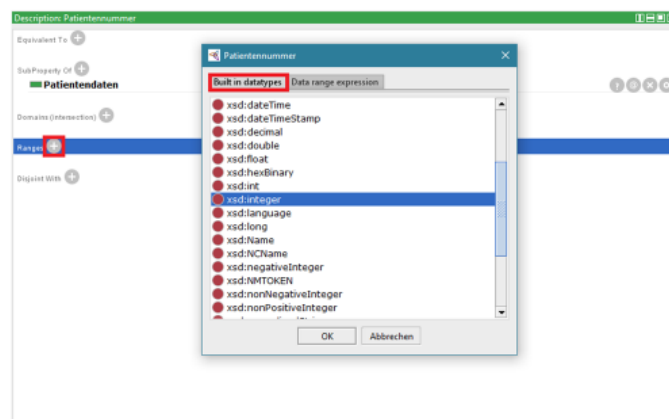 Description: Patientennummer
Equivalent To
SubProperty Of
Patientendaten
Domains (intersection)
Ranges
Disjoint With
Patientennummer
Built in datatypes Data range expression
xsd:dateTime
xsd:dateTimeStamp
xsd:decimal
xsd:double
xsd:float
xsd:hexBinary
xsd:int
xsd:integer
xsd:language
xsd:long
xsd:Name
xsd:NCName
xsd:negativeInteger
xsd:NMTOKEN
xsd:nonNegativeInteger
xsd:nonPositiveInteger
OK Abbrechen